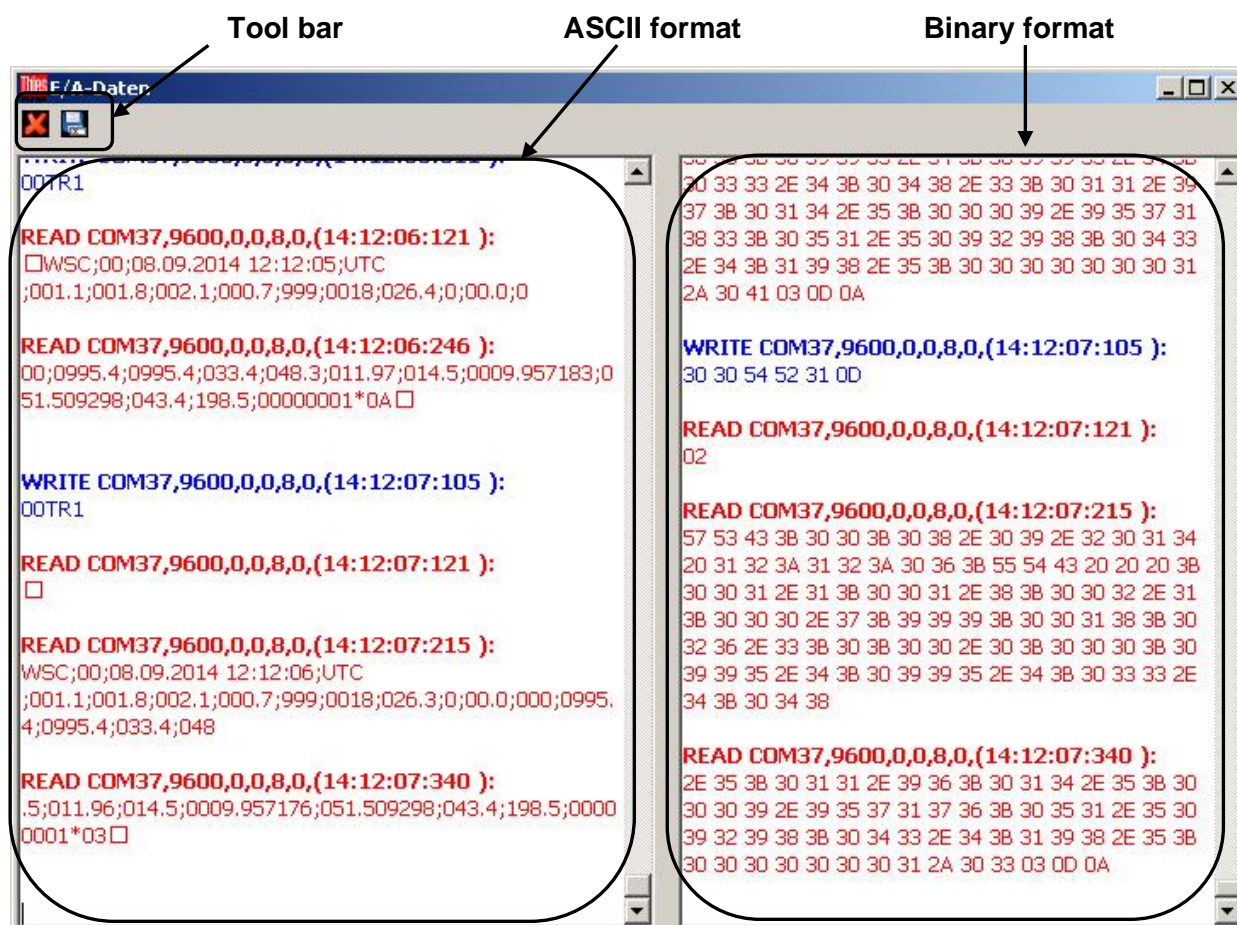 Tool bar
ASCII format
Binary format
Thies E/A-Daten
00TR1
READ COM37,9600,0,0,8,0,(14:12:06:121 ):
□WSC;00;08.09.2014 12:12:05;UTC
;001.1;001.8;002.1;000.7;999;0018;026.4;0;00.0;0
READ COM37,9600,0,0,8,0,(14:12:06:246 ):
00;0995.4;0995.4;033.4;048.3;011.97;014.5;0009.957183;0
51.509298;043.4;198.5;00000001*0A□
WRITE COM37,9600,0,0,8,0,(14:12:07:105 ):
00TR1
READ COM37,9600,0,0,8,0,(14:12:07:121 ):
□
READ COM37,9600,0,0,8,0,(14:12:07:215 ):
WSC;00;08.09.2014 12:12:06;UTC
;001.1;001.8;002.1;000.7;999;0018;026.3;0;00.0;000;0995.
4;0995.4;033.4;048
READ COM37,9600,0,0,8,0,(14:12:07:340 ):
.5;011.96;014.5;0009.957176;051.509298;043.4;198.5;0000
0001*03□
30 33 33 2E 34 3B 30 34 38 2E 33 3B 30 31 31 2E 39
37 3B 30 31 34 2E 35 3B 30 30 30 39 2E 39 35 37 31
38 33 3B 30 35 31 2E 35 30 39 32 39 38 3B 30 34 33
2E 34 3B 31 39 38 2E 35 3B 30 30 30 30 30 30 30 31
2A 30 41 03 0D 0A
WRITE COM37,9600,0,0,8,0,(14:12:07:105 ):
30 30 54 52 31 0D
READ COM37,9600,0,0,8,0,(14:12:07:121 ):
02
READ COM37,9600,0,0,8,0,(14:12:07:215 ):
57 53 43 3B 30 30 3B 30 38 2E 30 39 2E 32 30 31 34
20 31 32 3A 31 32 3A 30 36 3B 55 54 43 20 20 20 3B
30 30 31 2E 31 3B 30 30 31 2E 38 3B 30 30 32 2E 31
3B 30 30 30 2E 37 3B 39 39 39 3B 30 30 31 38 3B 30
32 36 2E 33 3B 30 3B 30 30 2E 30 3B 30 30 30 3B 30
39 39 35 2E 34 3B 30 39 39 35 2E 34 3B 30 33 33 2E
34 3B 30 34 38
READ COM37,9600,0,0,8,0,(14:12:07:340 ):
2E 35 3B 30 31 31 2E 39 36 3B 30 31 34 2E 35 3B 30
30 30 39 2E 39 35 37 31 37 36 3B 30 35 31 2E 35 30
39 32 39 38 3B 30 34 33 2E 34 3B 31 39 38 2E 35 3B
30 30 30 30 30 30 30 31 2A 30 33 03 0D 0A